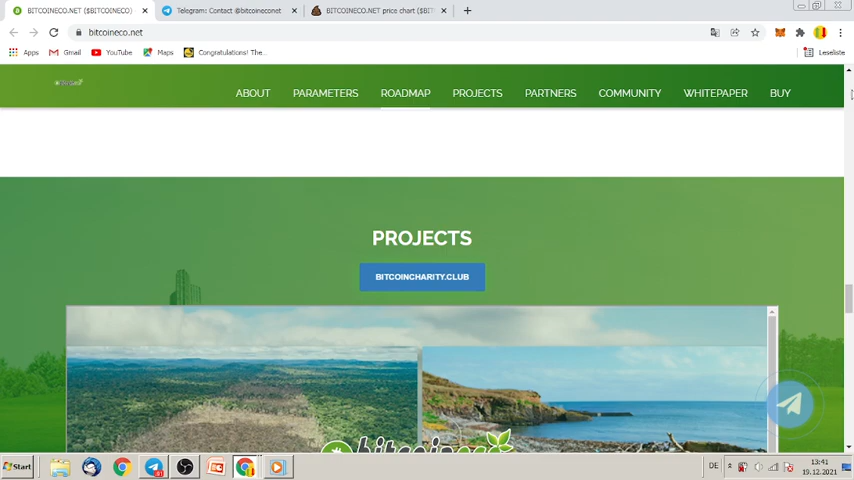 BITCOINECO.NET ($BITCOINECO)
Telegram: Contact @bitcoineconet
BITCOINECO.NET price chart ($BIT
bitcoineco.net
Apps
Gmail
YouTube
Maps
Congratulations! The...
Leseliste
ABOUT
PARAMETERS
ROADMAP
PROJECTS
PARTNERS
COMMUNITY
WHITEPAPER
BUY
PROJECTS
BITCOINCHARITY.CLUB
bitcoineco
Start
DE
13:41
19.12.2021